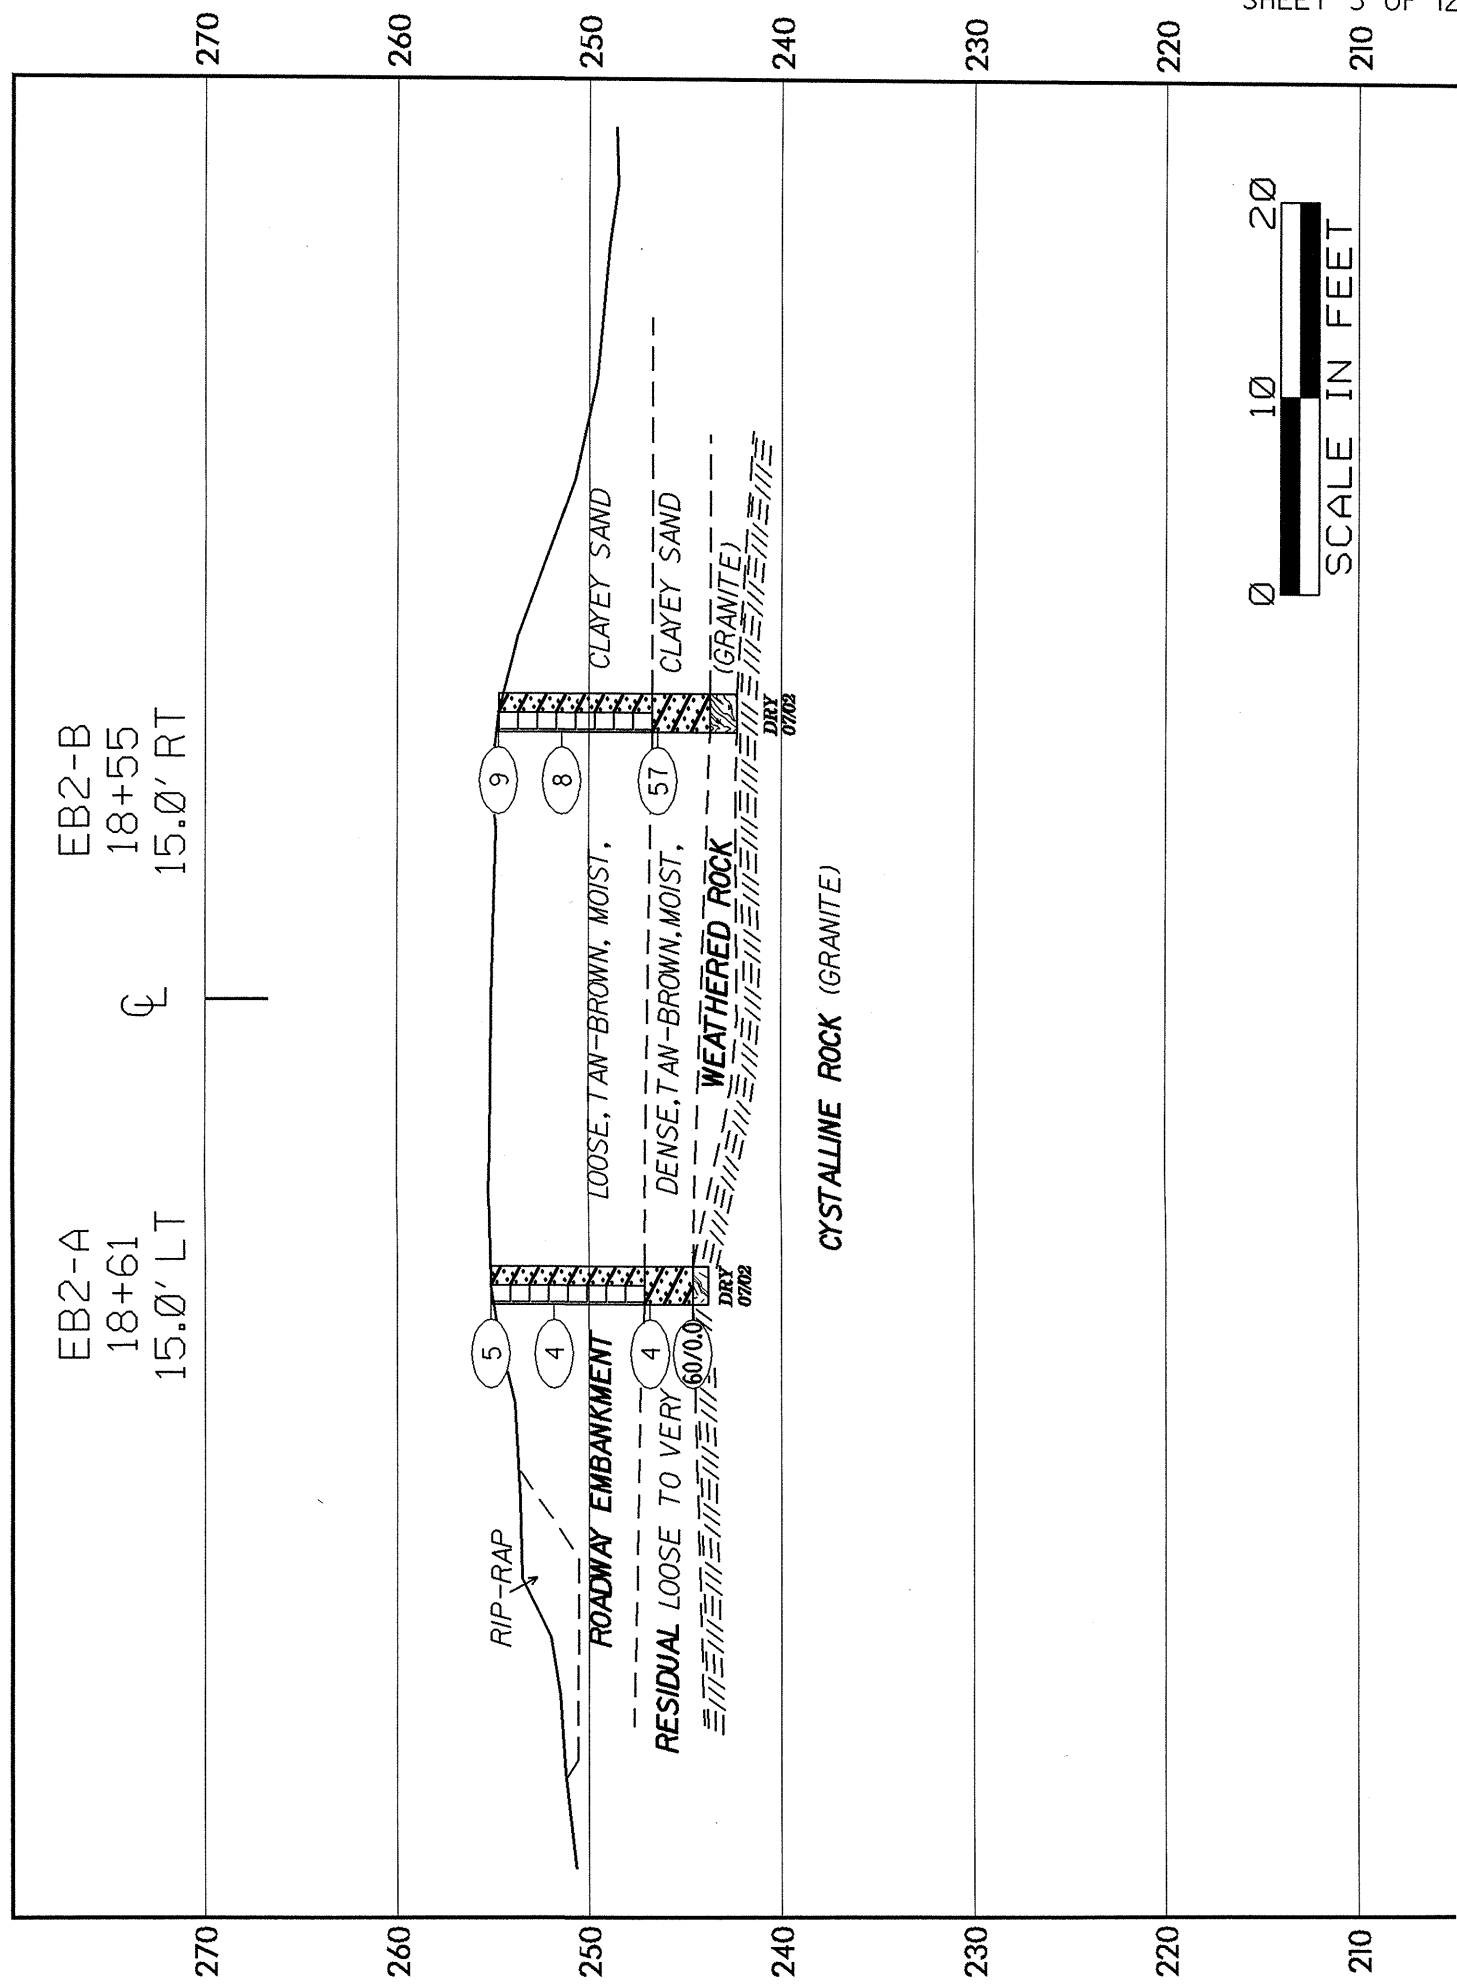 SHEET 5 OF 12
EB2-A
18+61
15.0' LT
CL
EB2-B
18+55
15.0' RT
270
270
260
260
250
250
240
240
230
230
220
220
210
210
RIP-RAP
5
4
4
60/0.0
9
8
57
ROADWAY EMBANKMENT LOOSE, TAN-BROWN, MOIST, CLAYEY SAND
RESIDUAL LOOSE TO VERY DENSE, TAN-BROWN, MOIST, CLAYEY SAND
WEATHERED ROCK (GRANITE)
DRY
07/02
DRY
07/02
CYSTALLINE ROCK (GRANITE)
0 10 20
SCALE IN FEET